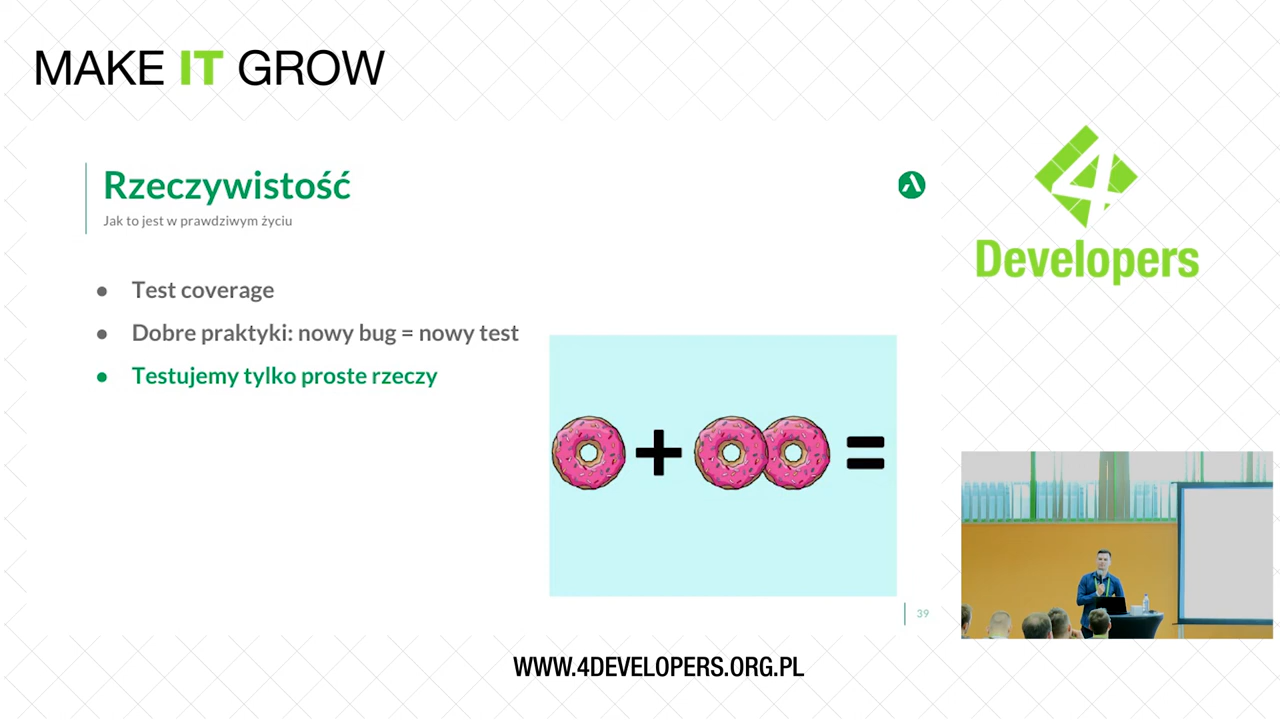 MAKE IT GROW
Rzeczywistość
Jak to jest w prawdziwym życiu
● Test coverage
● Dobre praktyki: nowy bug = nowy test
● Testujemy tylko proste rzeczy
+ =
39
4
Developers
WWW.4DEVELOPERS.ORG.PL